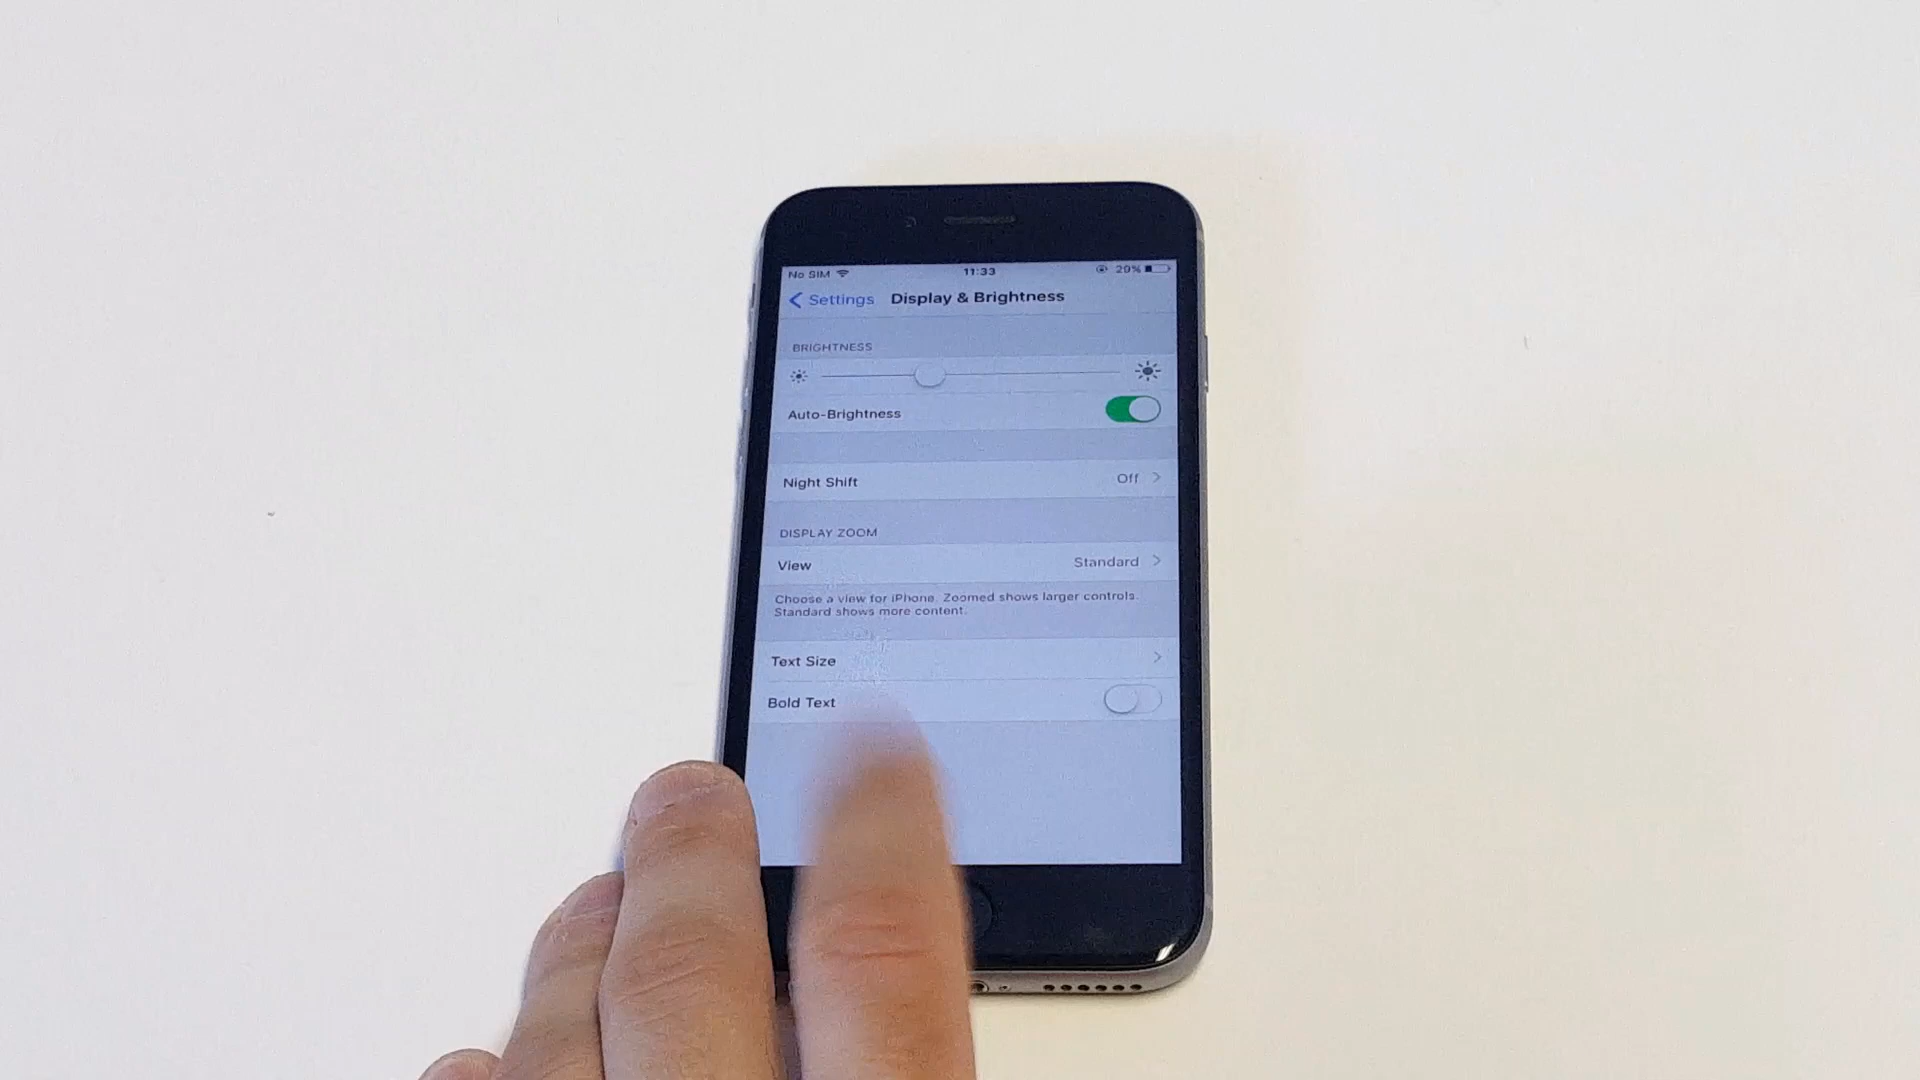 No SIM 11:33 29%
Settings Display & Brightness
BRIGHTNESS
Auto-Brightness
Night Shift Off
DISPLAY ZOOM
View Standard
Choose a view for iPhone. Zoomed shows larger controls.
Standard shows more content.
Text Size
Bold Text